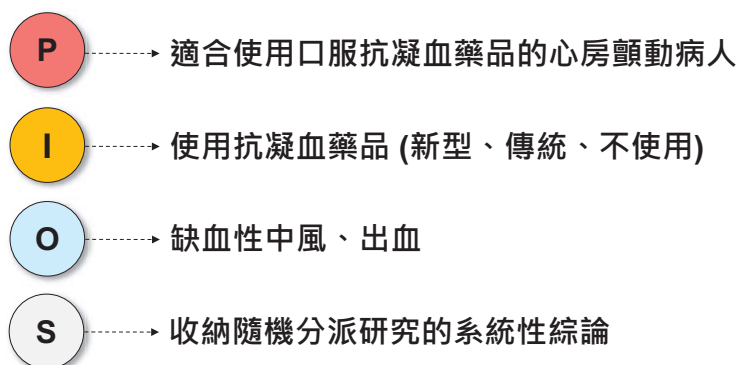 P 適合使用口服抗凝血藥品的心房顫動病人
I 使用抗凝血藥品 (新型、傳統、不使用)
O 缺血性中風、出血
S 收納隨機分派研究的系統性綜論